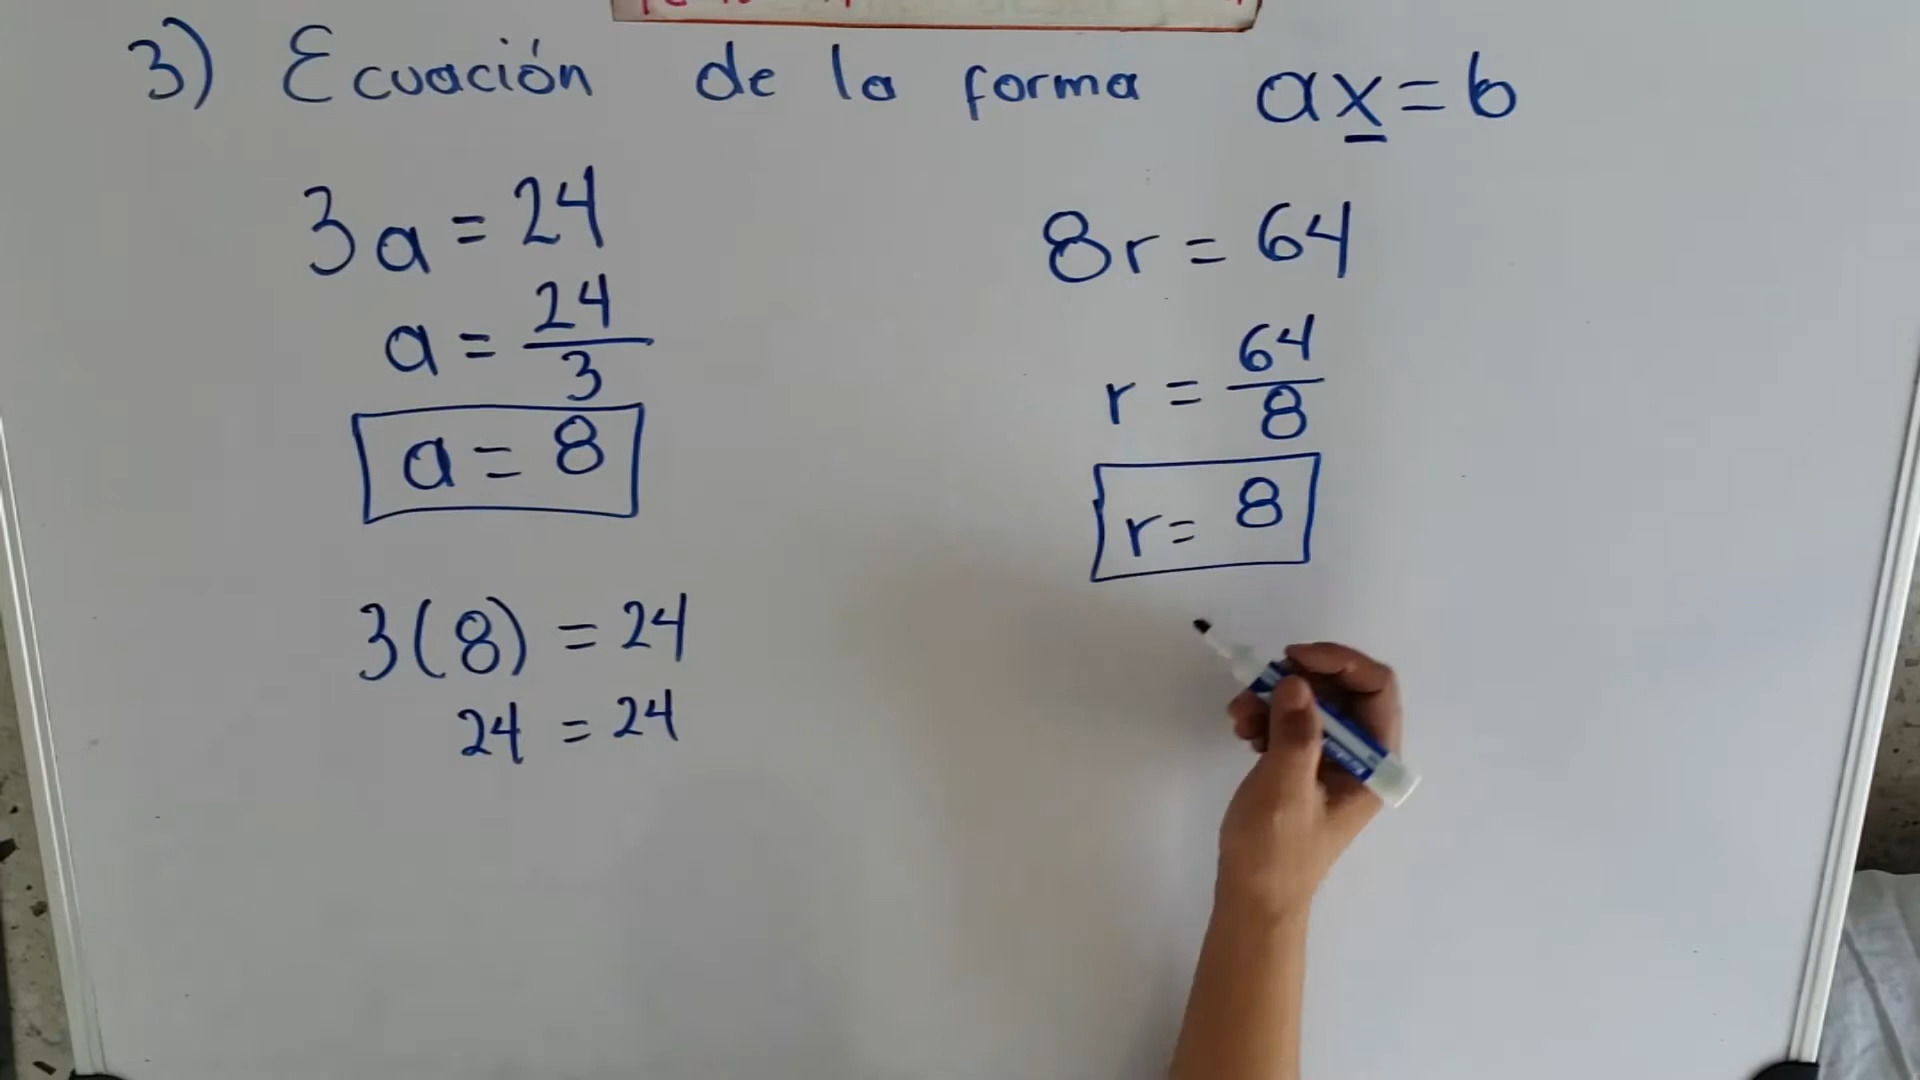 3) Ecuación de la forma ax=b
3a = 24
a = 24/3
a = 8
3(8) = 24
24 = 24
8r = 64
r = 64/8
r = 8